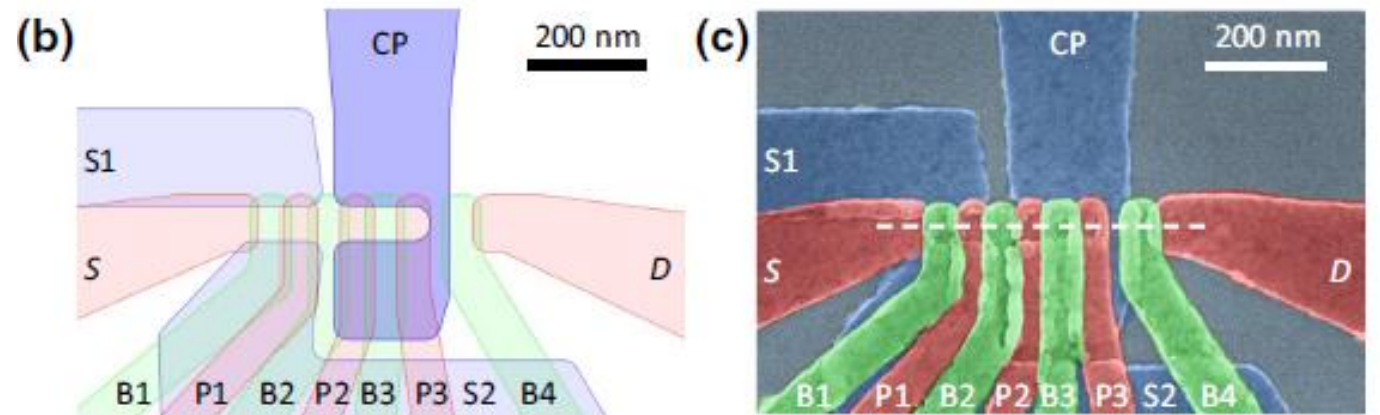 (b)
CP
200 nm
S1
S
D
B1 P1 B2 P2 B3 P3 S2 B4
(c)
CP
200 nm
S1
S
D
B1 P1 B2 P2 B3 P3 S2 B4